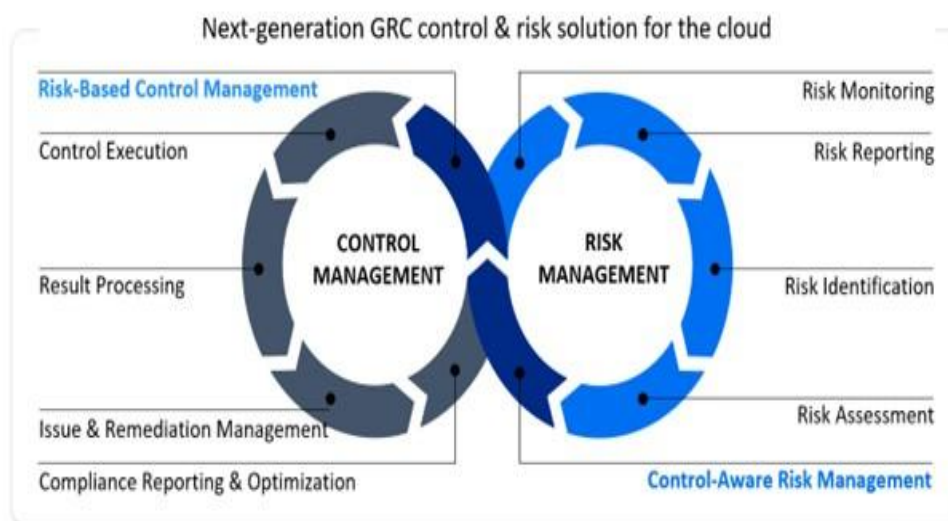 Next-generation GRC control & risk solution for the cloud
Risk-Based Control Management
Control Execution
Result Processing
Issue & Remediation Management
Compliance Reporting & Optimization
CONTROL
MANAGEMENT
RISK
MANAGEMENT
Risk Monitoring
Risk Reporting
Risk Identification
Risk Assessment
Control-Aware Risk Management